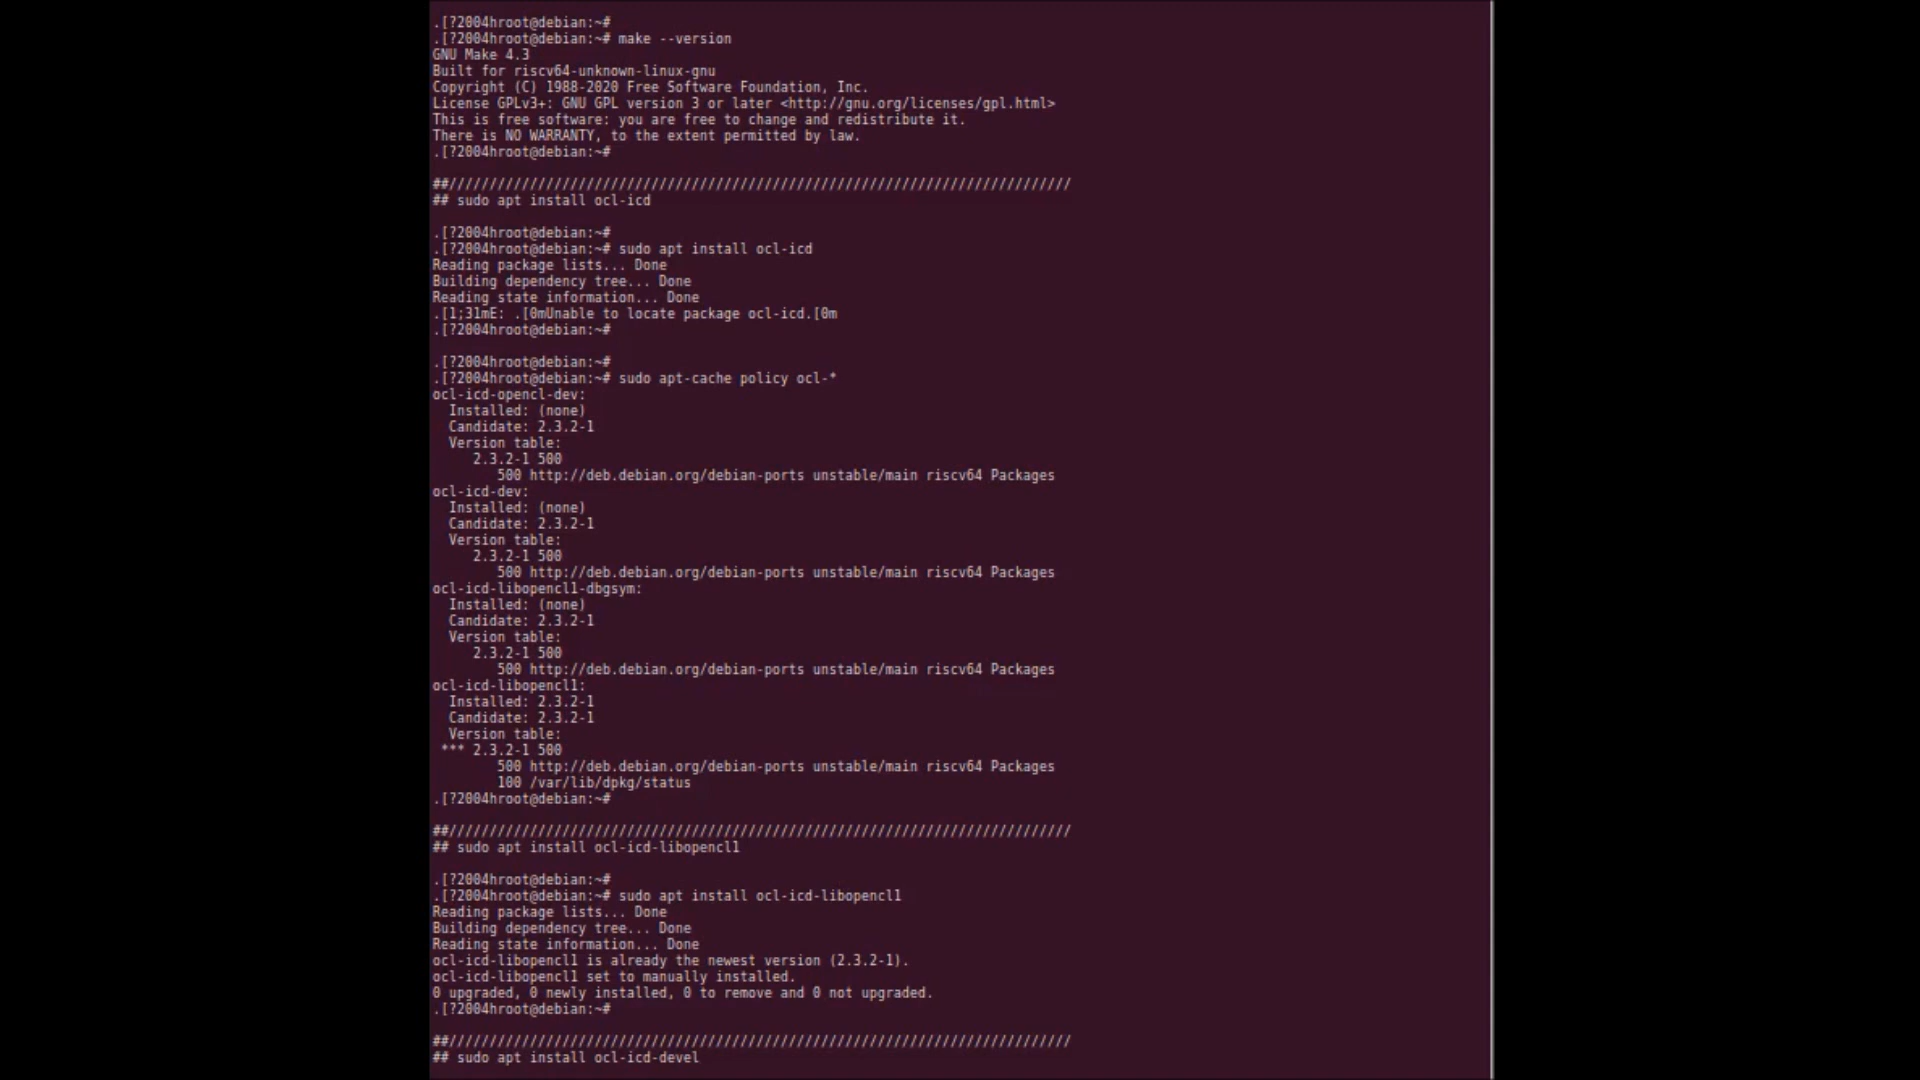 .[?2004hroot@debian:~#
.[?2004hroot@debian:~# make --version
GNU Make 4.3
Built for riscv64-unknown-linux-gnu
Copyright (C) 1988-2020 Free Software Foundation, Inc.
License GPLv3+: GNU GPL version 3 or later <http://gnu.org/licenses/gpl.html>
This is free software: you are free to change and redistribute it.
There is NO WARRANTY, to the extent permitted by law.
.[?2004hroot@debian:~#
##/////////////////////////////////////////////////////////////////////////////
## sudo apt install ocl-icd
.[?2004hroot@debian:~#
.[?2004hroot@debian:~# sudo apt install ocl-icd
Reading package lists... Done
Building dependency tree... Done
Reading state information... Done
.[1;31mE: .[0mUnable to locate package ocl-icd.[0m
.[?2004hroot@debian:~#
.[?2004hroot@debian:~#
.[?2004hroot@debian:~# sudo apt-cache policy ocl-*
ocl-icd-opencl-dev:
  Installed: (none)
  Candidate: 2.3.2-1
  Version table:
     2.3.2-1 500
        500 http://deb.debian.org/debian-ports unstable/main riscv64 Packages
ocl-icd-dev:
  Installed: (none)
  Candidate: 2.3.2-1
  Version table:
     2.3.2-1 500
        500 http://deb.debian.org/debian-ports unstable/main riscv64 Packages
ocl-icd-libopencl1-dbgsym:
  Installed: (none)
  Candidate: 2.3.2-1
  Version table:
     2.3.2-1 500
        500 http://deb.debian.org/debian-ports unstable/main riscv64 Packages
ocl-icd-libopencl1:
  Installed: 2.3.2-1
  Candidate: 2.3.2-1
  Version table:
 *** 2.3.2-1 500
        500 http://deb.debian.org/debian-ports unstable/main riscv64 Packages
        100 /var/lib/dpkg/status
.[?2004hroot@debian:~#
##/////////////////////////////////////////////////////////////////////////////
## sudo apt install ocl-icd-libopencl1
.[?2004hroot@debian:~#
.[?2004hroot@debian:~# sudo apt install ocl-icd-libopencl1
Reading package lists... Done
Building dependency tree... Done
Reading state information... Done
ocl-icd-libopencl1 is already the newest version (2.3.2-1).
ocl-icd-libopencl1 set to manually installed.
0 upgraded, 0 newly installed, 0 to remove and 0 not upgraded.
.[?2004hroot@debian:~#
##/////////////////////////////////////////////////////////////////////////////
## sudo apt install ocl-icd-devel